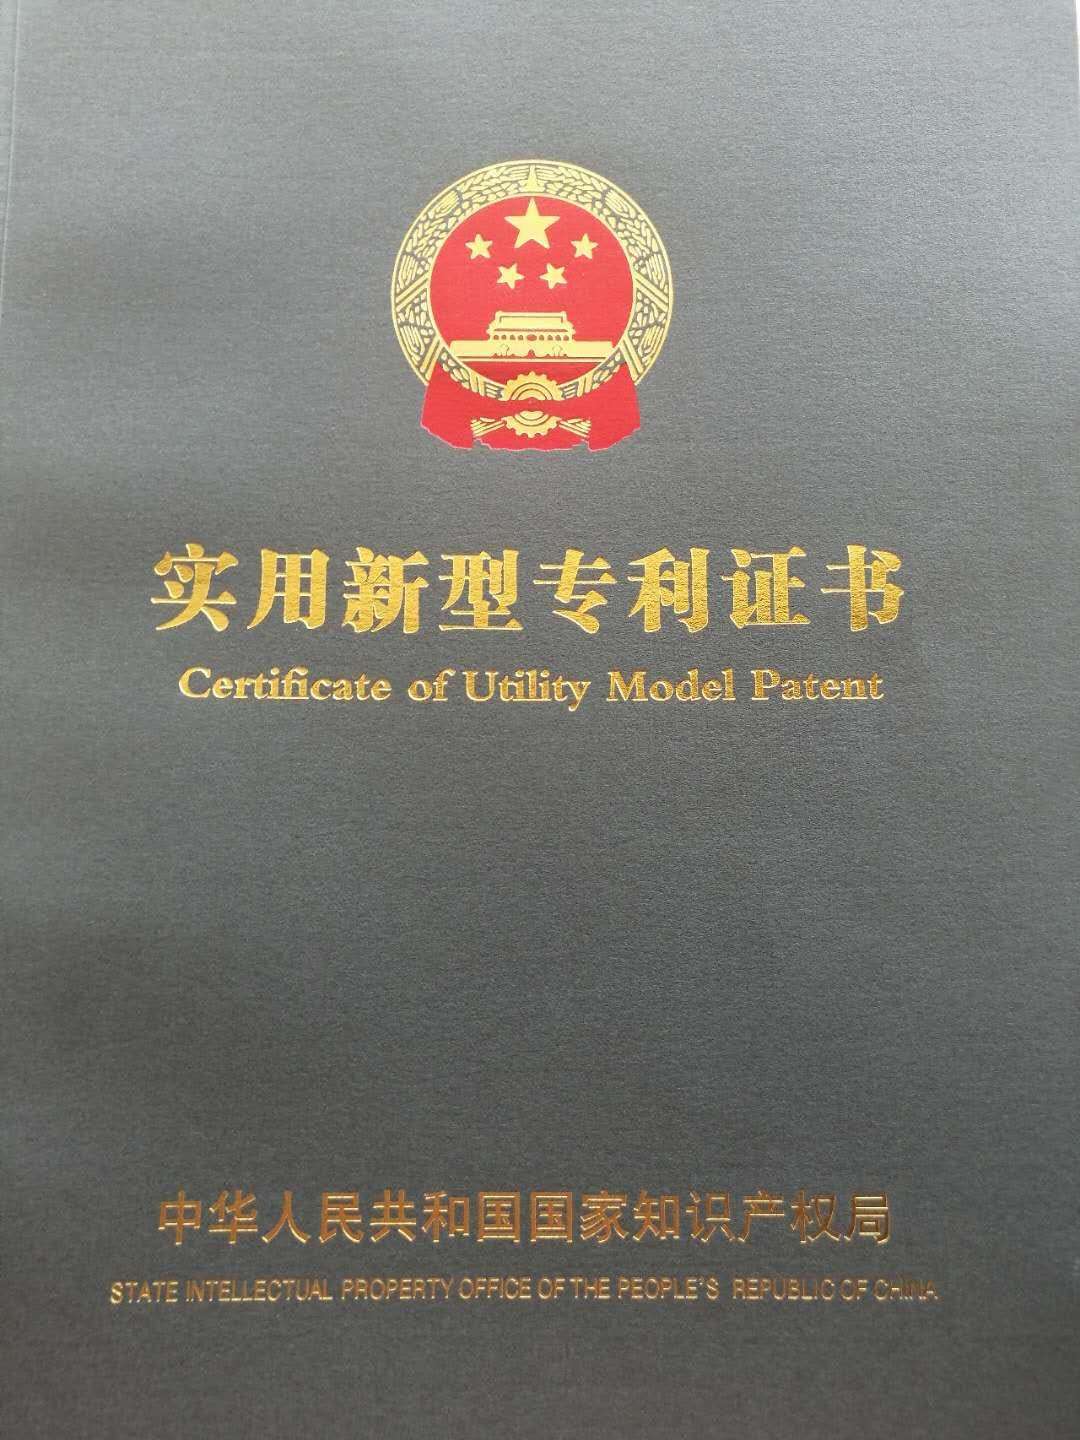 实用新型专利证书
Certificate of Utility Model Patent
中华人民共和国国家知识产权局
STATE INTELLECTUAL PROPERTY OFFICE OF THE PEOPLE'S REPUBLIC OF CHINA